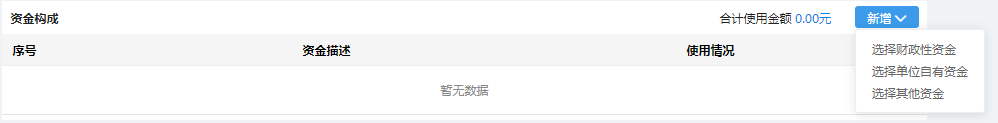 资金构成 合计使用金额 0.00元 新增
序号 资金描述 使用情况
选择财政性资金
选择单位自有资金
暂无数据
选择其他资金